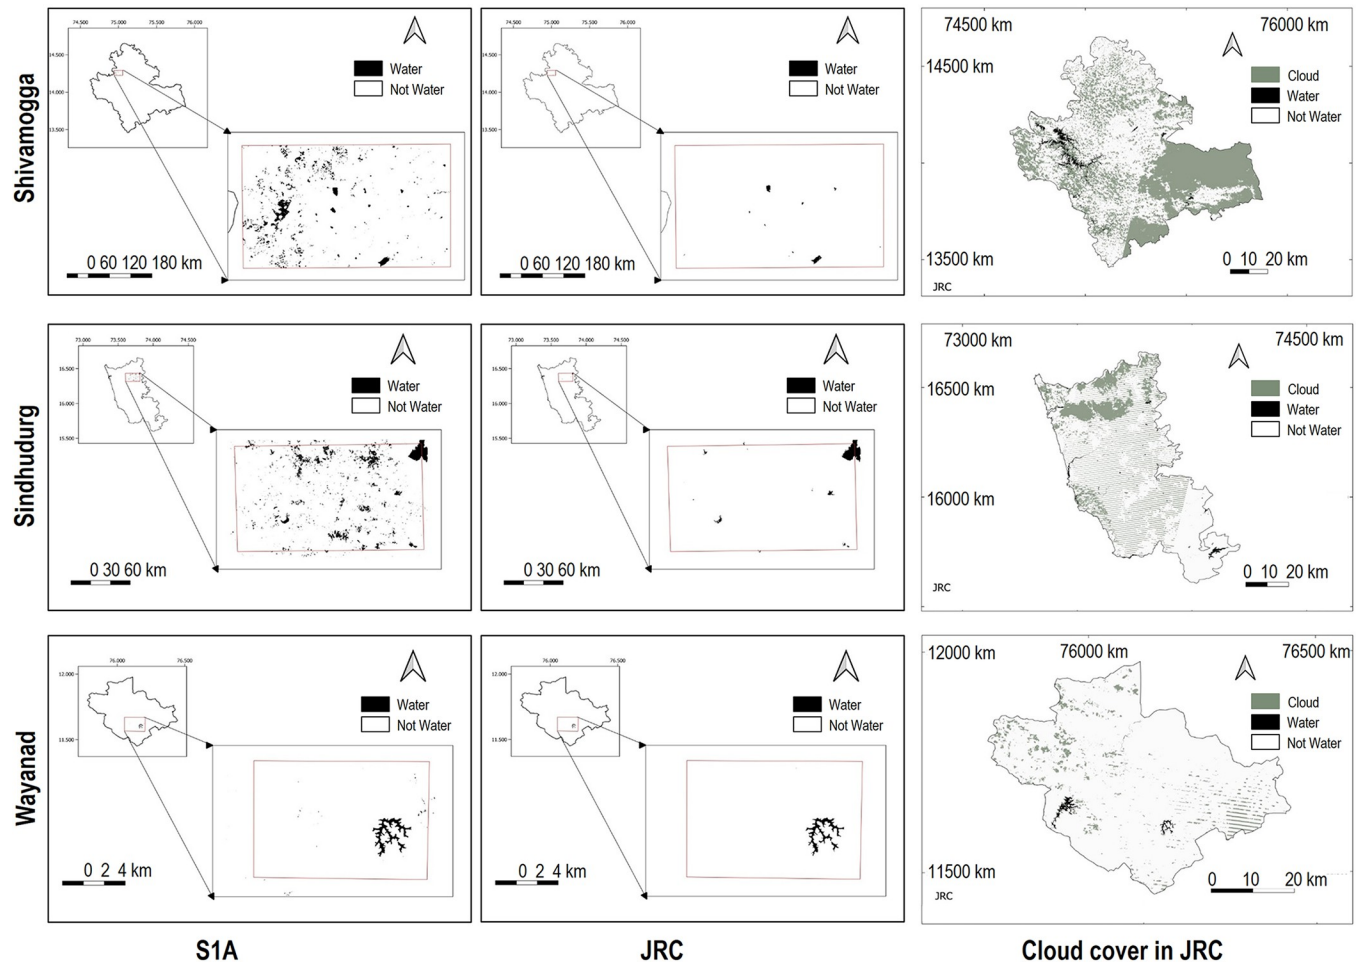 Shivamogga
74.500 75.000 75.000 76.000
14.500
14.000
13.500
Water
Not Water
0 60 120 180 km
74.500 75.000 75.000 76.000
14.500
14.000
13.500
Water
Not Water
0 60 120 180 km
74500 km 76000 km
14500 km
Cloud
Water
Not Water
13500 km
0 10 20 km
JRC
Sindhudurg
73.000 73.500 74.000 74.500
16.500
16.000
15.500
Water
Not Water
0 30 60 km
73.000 73.500 74.000 74.500
16.500
16.000
15.500
Water
Not Water
0 30 60 km
73000 km 74500 km
16500 km
Cloud
Water
Not Water
16000 km
0 10 20 km
JRC
Wayanad
76.000 76.500
12.000
11.500
Water
Not Water
0 2 4 km
76.000 76.500
12.000
11.500
Water
Not Water
0 2 4 km
12000 km 76000 km 76500 km
Cloud
Water
Not Water
11500 km
0 10 20 km
JRC
S1A JRC Cloud cover in JRC